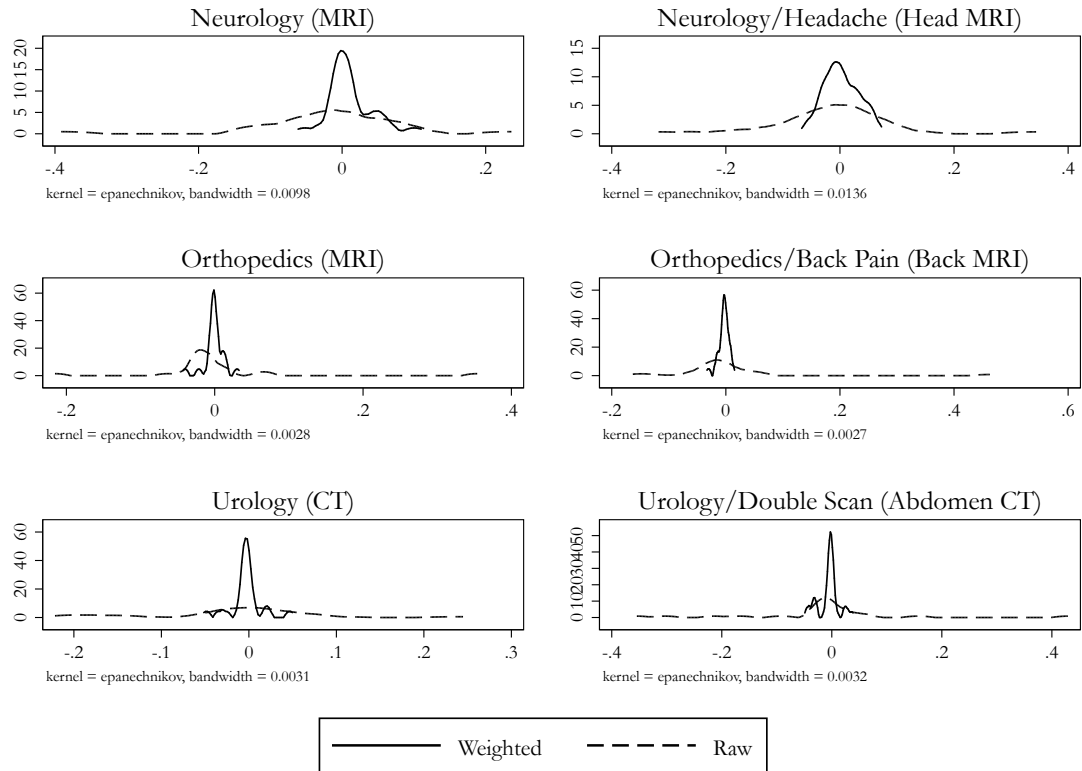 Neurology (MRI)
0 5 10 15 20
-.4 -.2 0 .2
kernel = epanechnikov, bandwidth = 0.0098
Neurology/Headache (Head MRI)
0 5 10 15
-.4 -.2 0 .2 .4
kernel = epanechnikov, bandwidth = 0.0136
Orthopedics (MRI)
0 20 40 60
-.2 0 .2 .4
kernel = epanechnikov, bandwidth = 0.0028
Orthopedics/Back Pain (Back MRI)
0 20 40 60
-.2 0 .2 .4 .6
kernel = epanechnikov, bandwidth = 0.0027
Urology (CT)
0 20 40 60
-.2 -.1 0 .1 .2 .3
kernel = epanechnikov, bandwidth = 0.0031
Urology/Double Scan (Abdomen CT)
0 10 20 30 40 50
-.4 -.2 0 .2 .4
kernel = epanechnikov, bandwidth = 0.0032
Weighted Raw